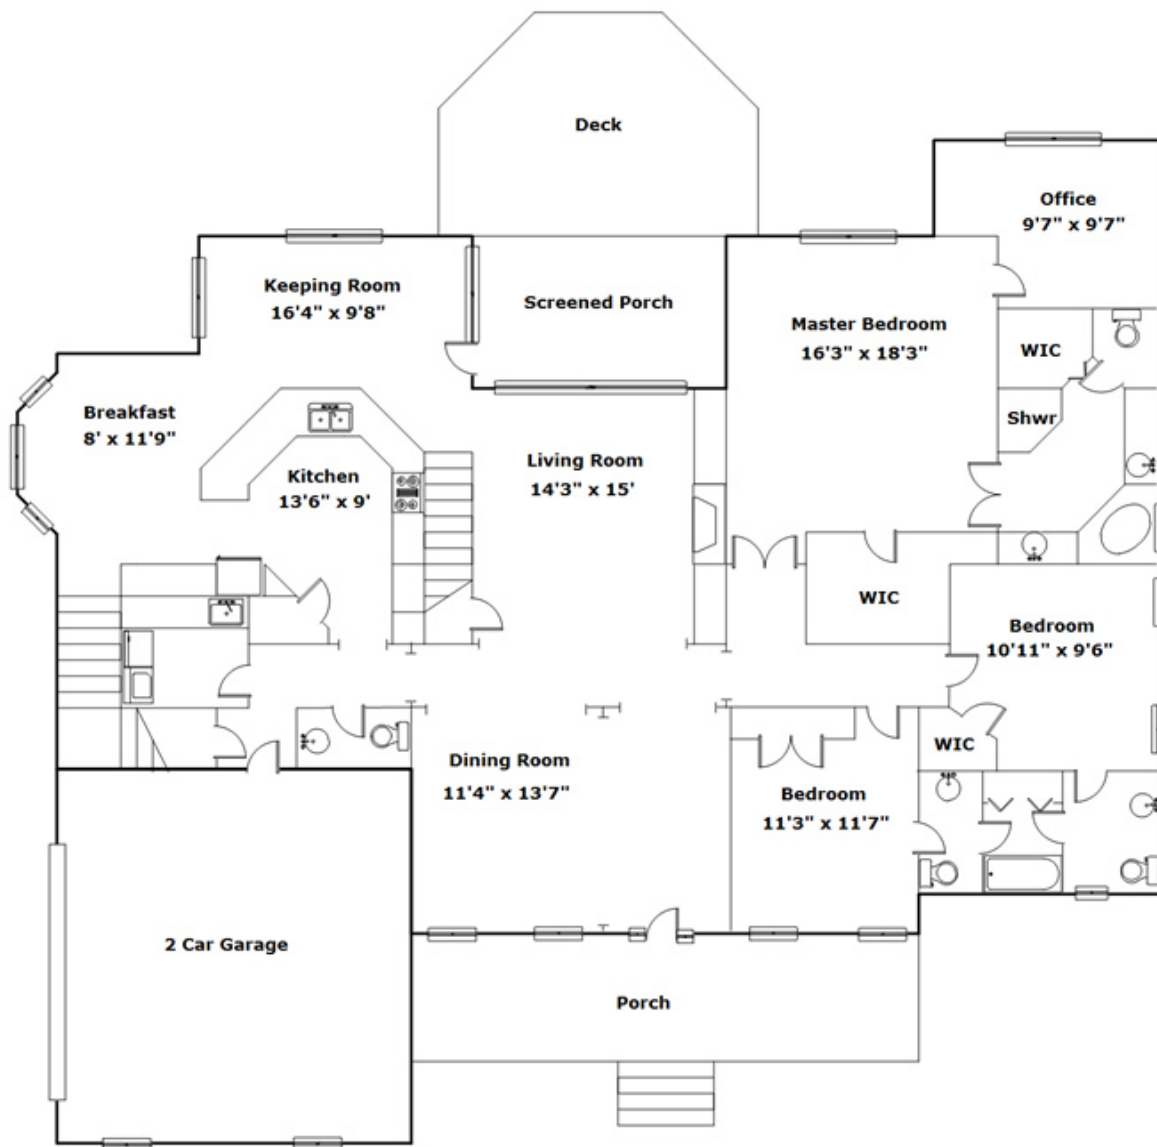 Deck
Office
9'7" x 9'7"
Keeping Room
16'4" x 9'8"
Screened Porch
Master Bedroom
16'3" x 18'3"
WIC
Breakfast
8' x 11'9"
Shwr
Kitchen
13'6" x 9'
Living Room
14'3" x 15'
WIC
Bedroom
10'11" x 9'6"
WIC
Dining Room
11'4" x 13'7"
Bedroom
11'3" x 11'7"
2 Car Garage
Porch